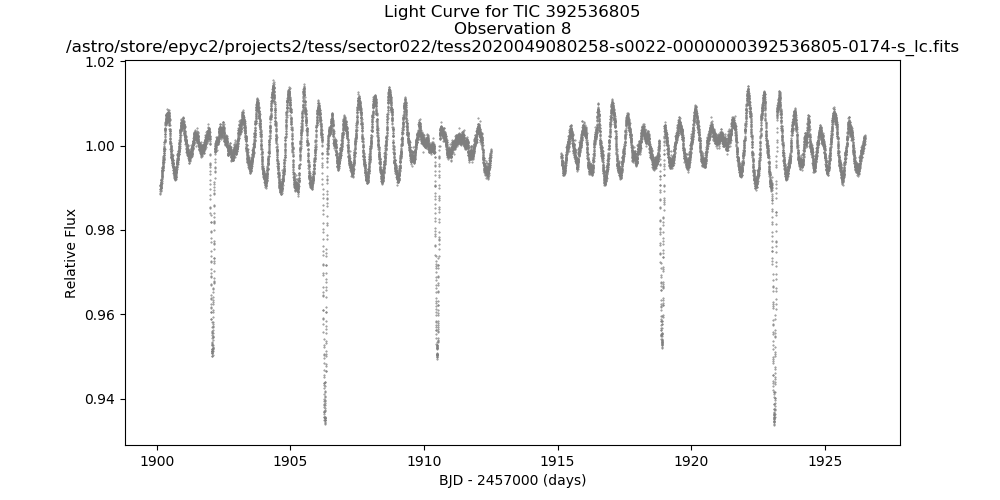 Light Curve for TIC 392536805
Observation 8
/astro/store/epyc2/projects2/tess/sector022/tess2020049080258-s0022-0000000392536805-0174-s_lc.fits
1.02
1.00
0.98
0.96
0.94
Relative Flux
1900
1905
1910
1915
1920
1925
BJD - 2457000 (days)